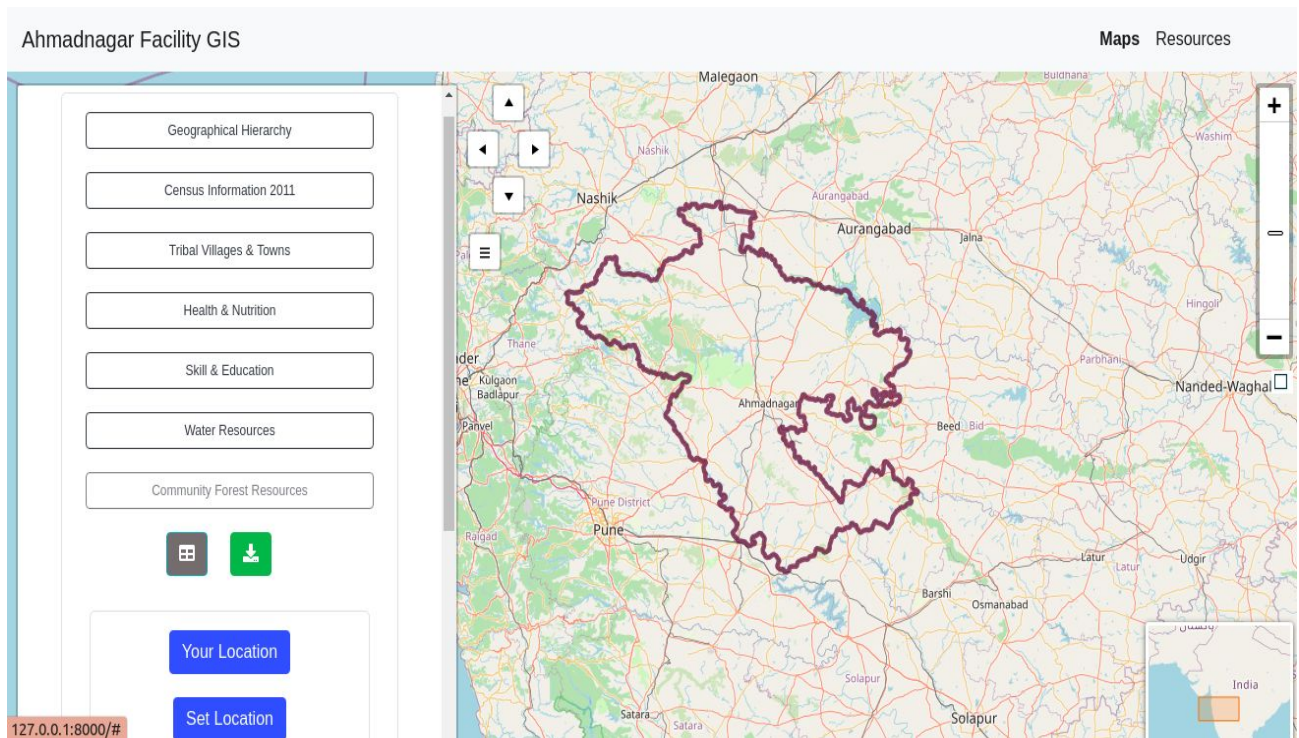 Ahmadnagar Facility GIS
Maps Resources
Geographical Hierarchy
Census Information 2011
Tribal Villages & Towns
Health & Nutrition
Skill & Education
Water Resources
Community Forest Resources
Your Location
Set Location
127.0.0.1:8000/#
Malegaon
Buldhana
Washim
Nashik
Nashik
Aurangabad
Aurangabad
Jalna
Hingoli
Thane
Parbhani
Kulgaon
Badlapur
Nanded-Waghal
Ahmadnagar
Panvel
Beed Bid
Pune District
Pune
Raigad
Latur
Latur
Udgir
Barshi
Osmanabad
Solapur
Solapur
Satara
Satara
India
+
−